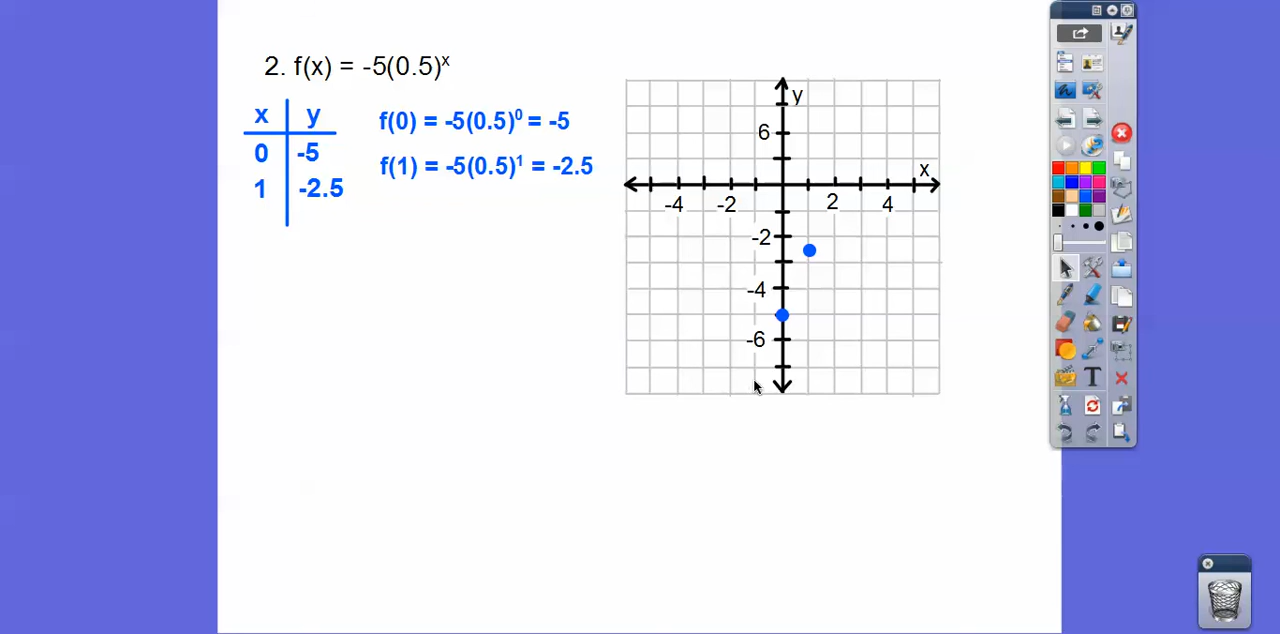 2. f(x) = -5(0.5)ˣ
x y
0 -5
1 -2.5
f(0) = -5(0.5)⁰ = -5
f(1) = -5(0.5)¹ = -2.5
y
6
x
-4 -2 2 4
-2
-4
-6
T